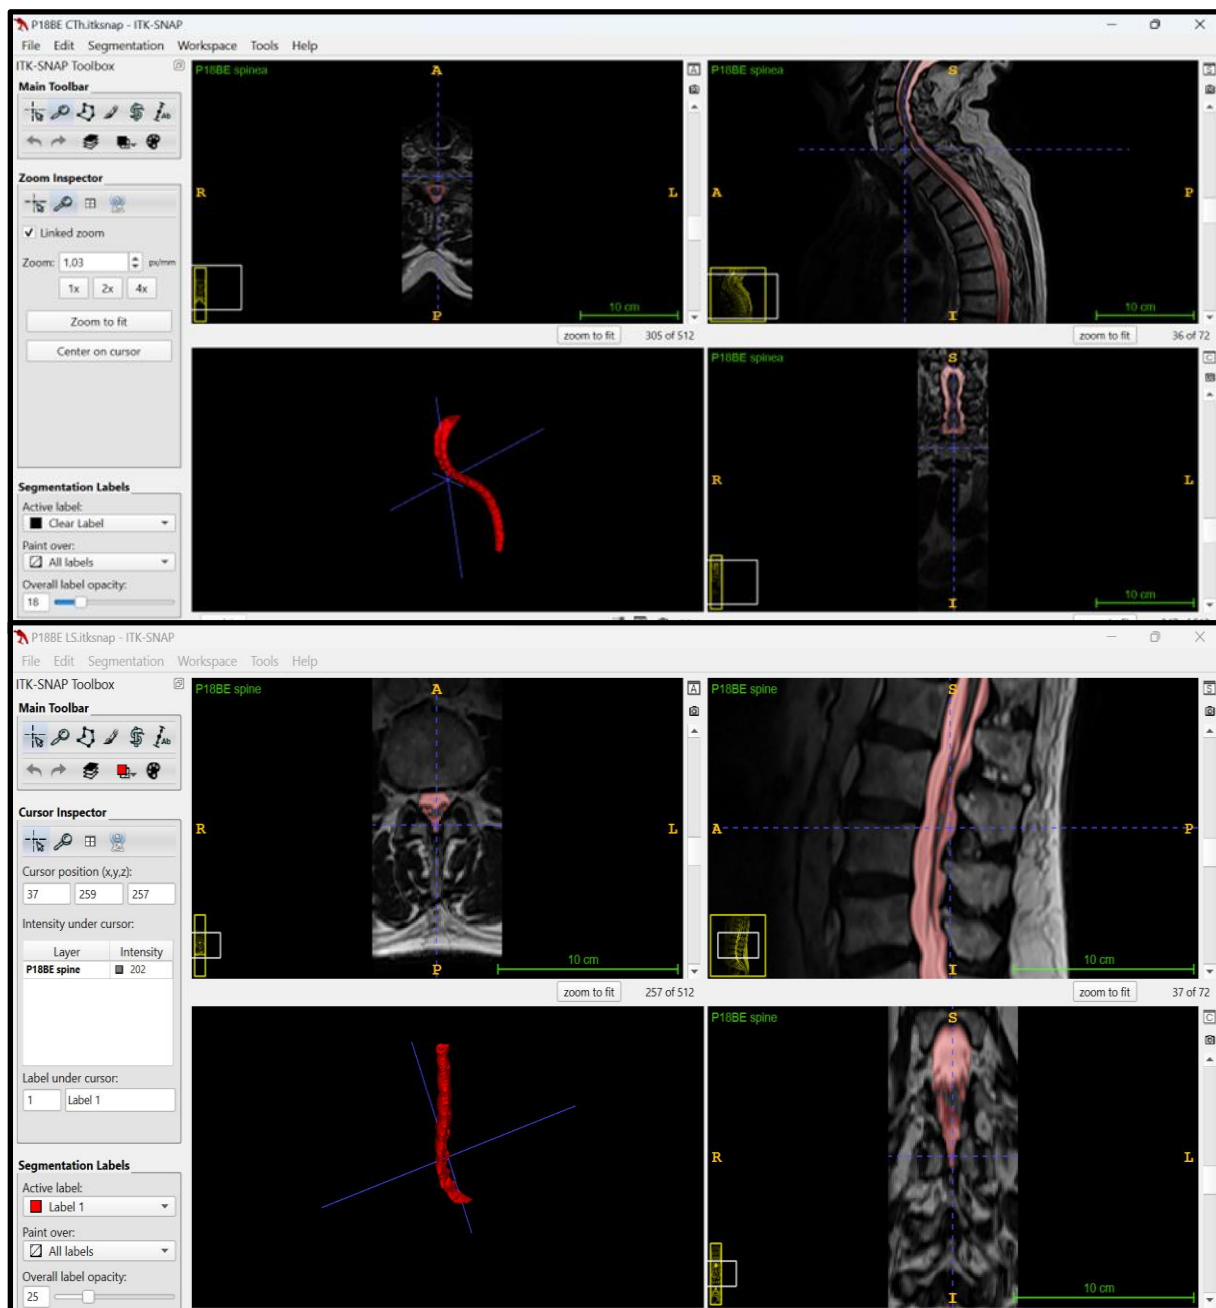 P18BE CTh.itksnap - ITK-SNAP
File Edit Segmentation Workspace Tools Help
ITK-SNAP Toolbox
Main Toolbar
Zoom Inspector
Linked zoom
Zoom: 1,03 px/mm
1x 2x 4x
Zoom to fit
Center on cursor
Segmentation Labels
Active label:
Clear Label
Paint over:
All labels
Overall label opacity:
18
P18BE spinea
A
R
L
P
10 cm
A
zoom to fit 305 of 512
P18BE spinea
S
A
P
I
10 cm
S
zoom to fit 36 of 72
P18BE spinea
S
R
L
I
10 cm
C
P18BE LS.itksnap - ITK-SNAP
File Edit Segmentation Workspace Tools Help
ITK-SNAP Toolbox
Main Toolbar
Cursor Inspector
Cursor position (x,y,z):
37 259 257
Intensity under cursor:
Layer Intensity
P18BE spine 202
Label under cursor:
1 Label 1
Segmentation Labels
Active label:
Label 1
Paint over:
All labels
Overall label opacity:
25
P18BE spine
A
R
L
P
10 cm
A
zoom to fit 257 of 512
P18BE spine
S
A
P
I
10 cm
S
zoom to fit 37 of 72
P18BE spine
S
R
L
I
10 cm
C